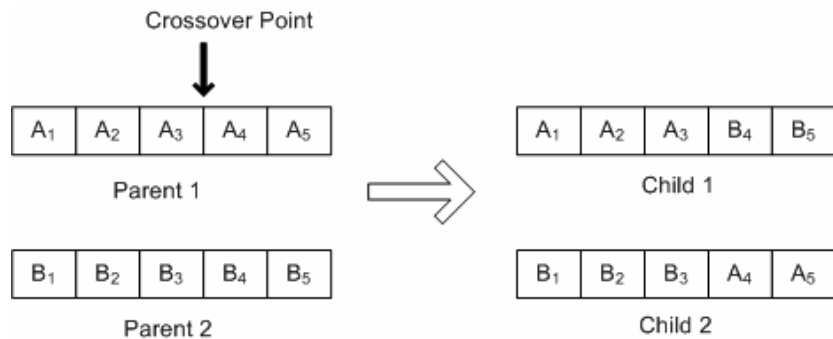 Crossover Point
A₁ A₂ A₃ A₄ A₅
A₁ A₂ A₃ B₄ B₅
Parent 1
Child 1
B₁ B₂ B₃ B₄ B₅
B₁ B₂ B₃ A₄ A₅
Parent 2
Child 2